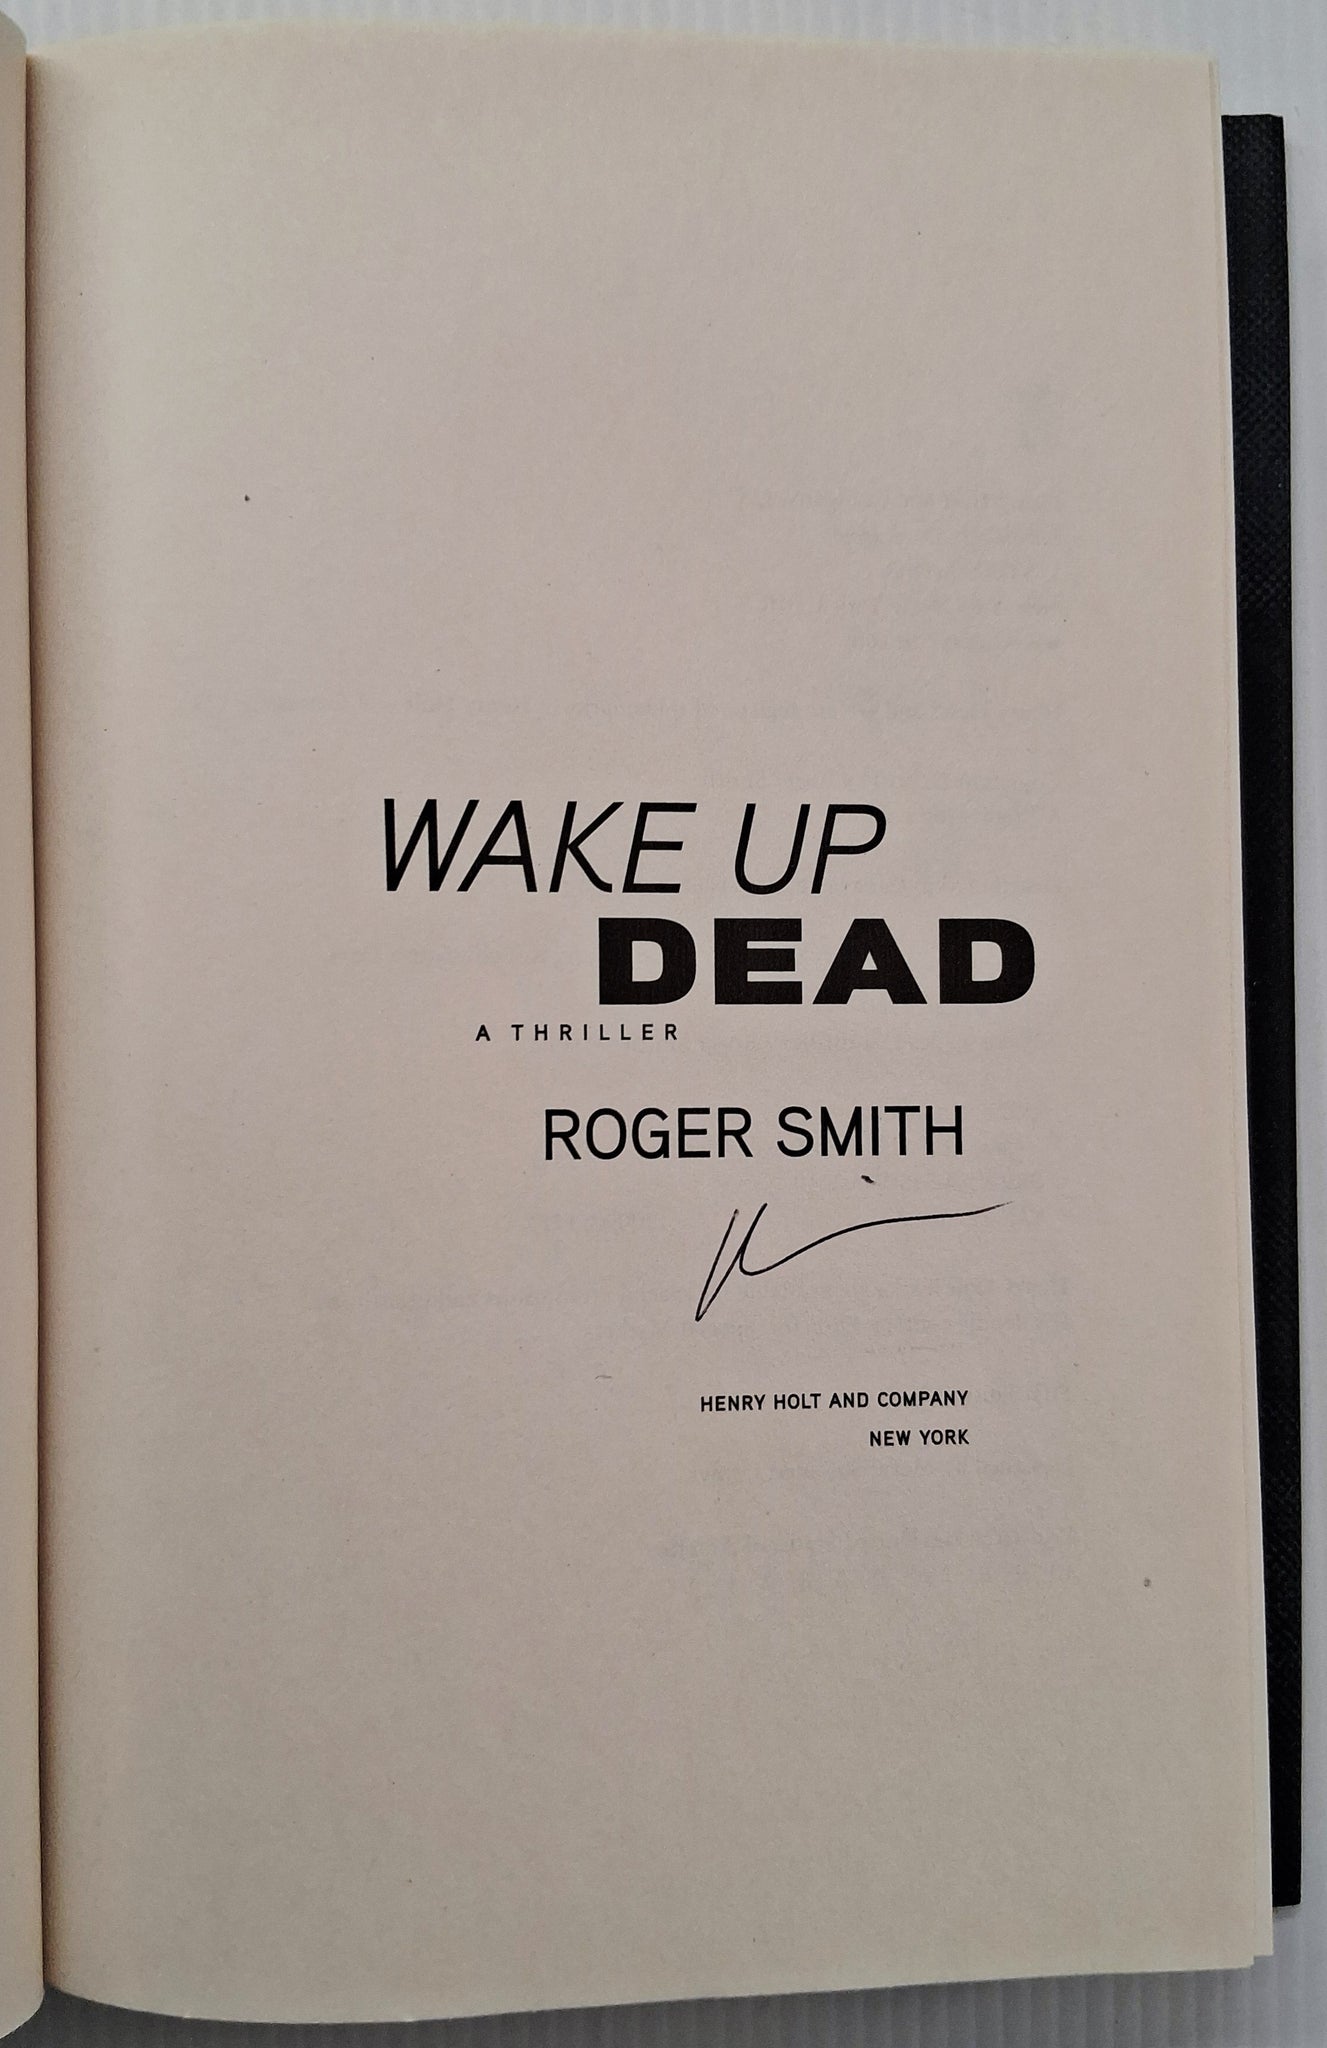 WAKE UP
DEAD
A THRILLER
ROGER SMITH
HENRY HOLT AND COMPANY
NEW YORK